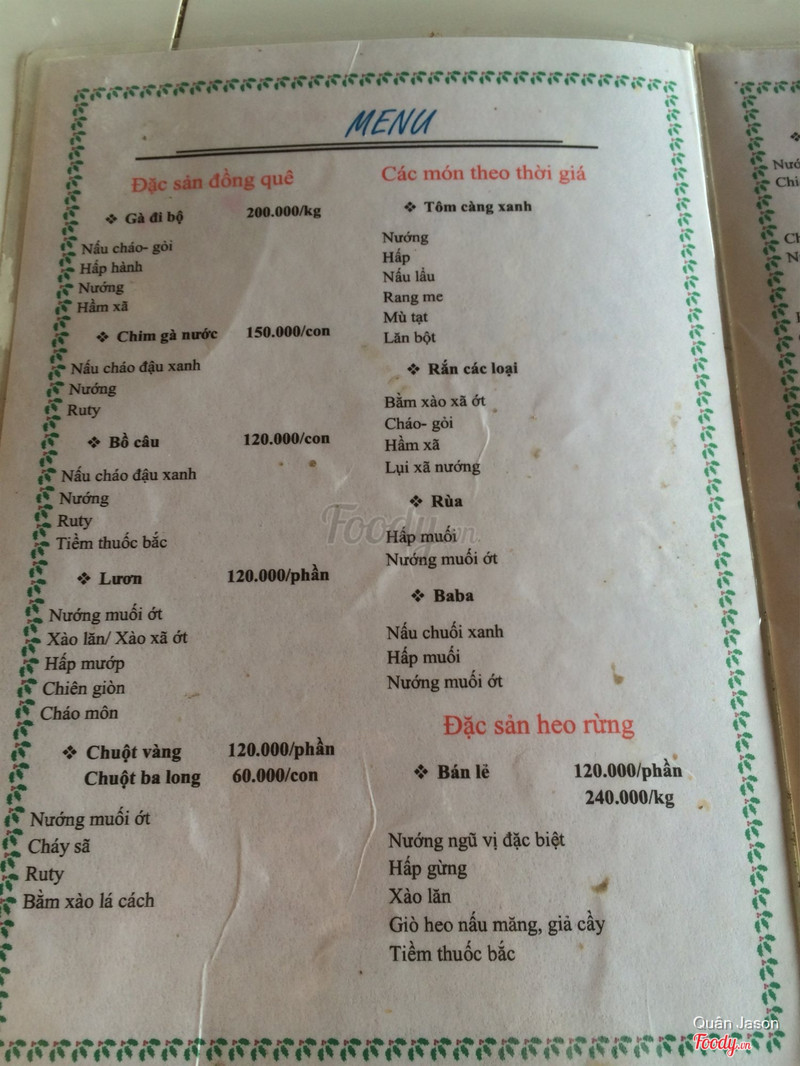 MENU
Đặc sản đồng quê
❖ Gà đi bộ 200.000/kg
Nấu cháo- gỏi
Hấp hành
Nướng
Hầm xã
❖ Chim gà nước 150.000/con
Nấu cháo đậu xanh
Nướng
Ruty
❖ Bồ câu 120.000/con
Nấu cháo đậu xanh
Nướng
Ruty
Tiềm thuốc bắc
❖ Lươn 120.000/phần
Nướng muối ớt
Xào lăn/ Xào xã ớt
Hấp mướp
Chiên giòn
Cháo môn
❖ Chuột vàng 120.000/phần
Chuột ba long 60.000/con
Nướng muối ớt
Cháy sã
Ruty
Bằm xào lá cách
Các món theo thời giá
❖ Tôm càng xanh
Nướng
Hấp
Nấu lẩu
Rang me
Mù tạt
Lăn bột
❖ Rắn các loại
Bằm xào xã ớt
Cháo- gỏi
Hầm xã
Lụi xã nướng
❖ Rùa
Hấp muối
Nướng muối ớt
❖ Baba
Nấu chuối xanh
Hấp muối
Nướng muối ớt
Đặc sản heo rừng
❖ Bán lẻ 120.000/phần
240.000/kg
Nướng ngũ vị đặc biệt
Hấp gừng
Xào lăn
Giò heo nấu măng, giả cầy
Tiềm thuốc bắc
Foody.vn
Quân Jason
Foody.vn